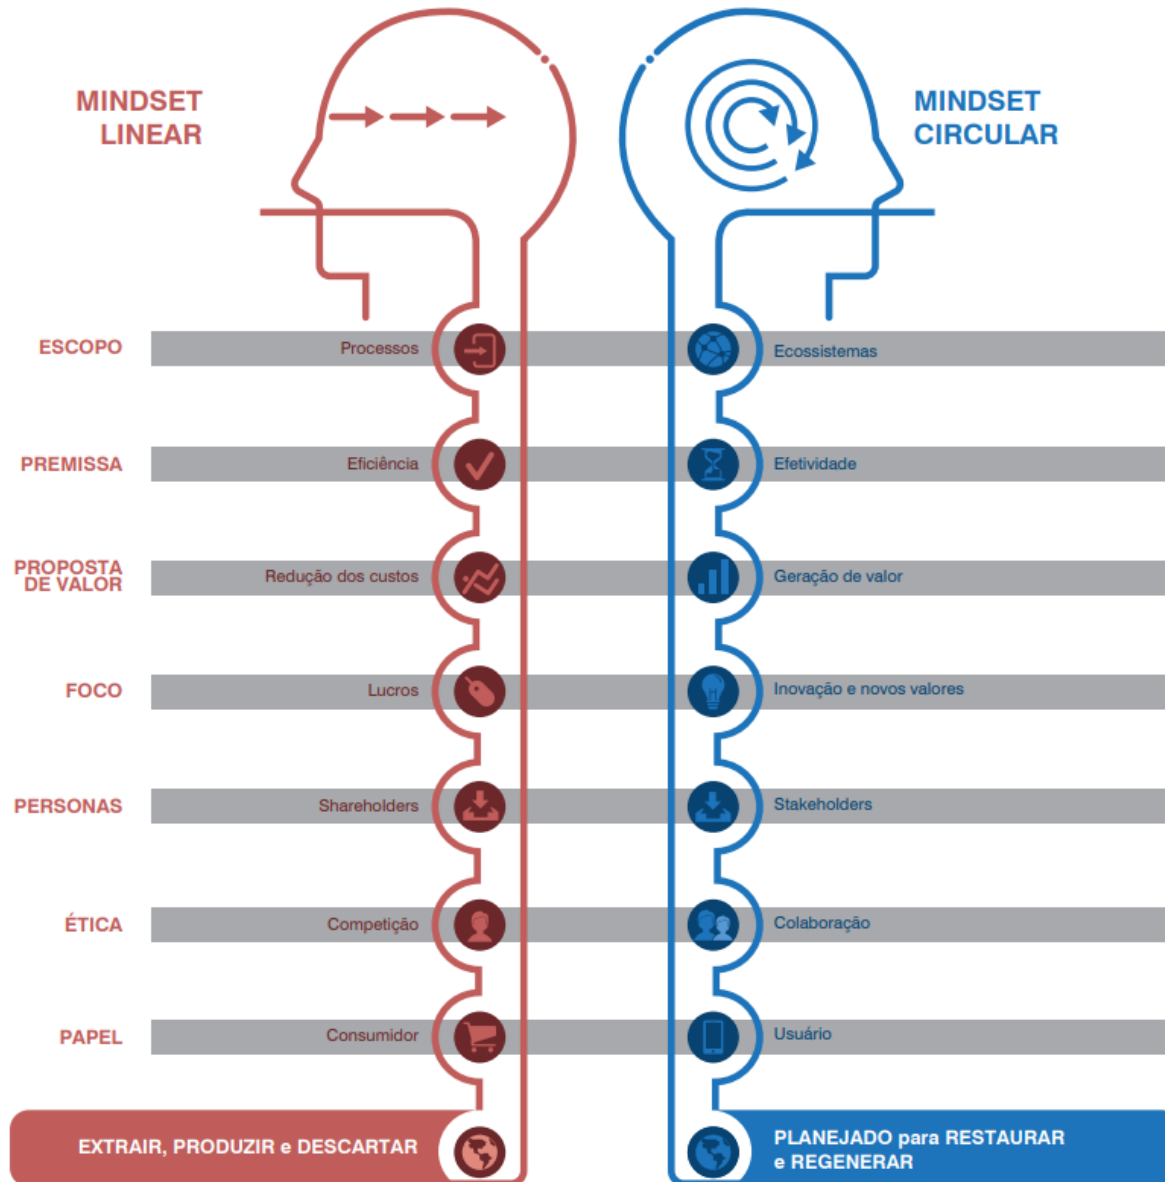 MINDSET
LINEAR
MINDSET
CIRCULAR
ESCOPO
Processos
Ecossistemas
PREMISSA
Eficiência
Efetividade
PROPOSTA
DE VALOR
Redução dos custos
Geração de valor
FOCO
Lucros
Inovação e novos valores
PERSONAS
Shareholders
Stakeholders
ÉTICA
Competição
Colaboração
PAPEL
Consumidor
Usuário
EXTRAIR, PRODUZIR e DESCARTAR
PLANEJADO para RESTAURAR
e REGENERAR